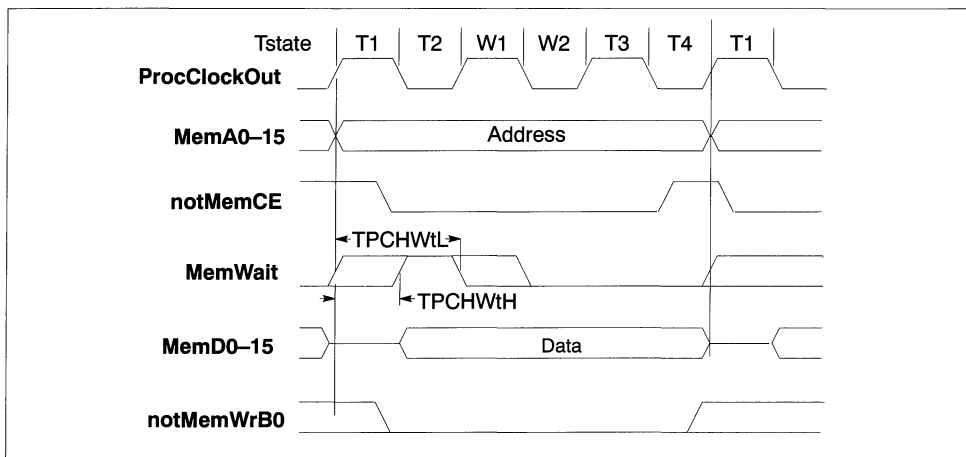 Tstate T1 T2 W1 W2 T3 T4 T1
ProcClockOut
MemA0–15 Address
notMemCE
TPCHWtL
MemWait
TPCHWtH
MemD0–15 Data
notMemWrB0